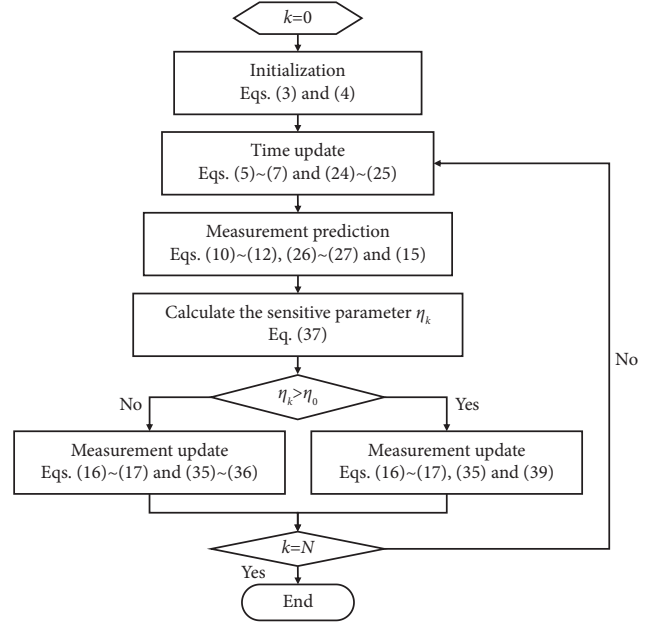 k=0
Initialization
Eqs. (3) and (4)
Time update
Eqs. (5)~(7) and (24)~(25)
Measurement prediction
Eqs. (10)~(12), (26)~(27) and (15)
Calculate the sensitive parameter ηk
Eq. (37)
ηk>η0
No
Yes
Measurement update
Eqs. (16)~(17) and (35)~(36)
Measurement update
Eqs. (16)~(17), (35) and (39)
No
k=N
Yes
End